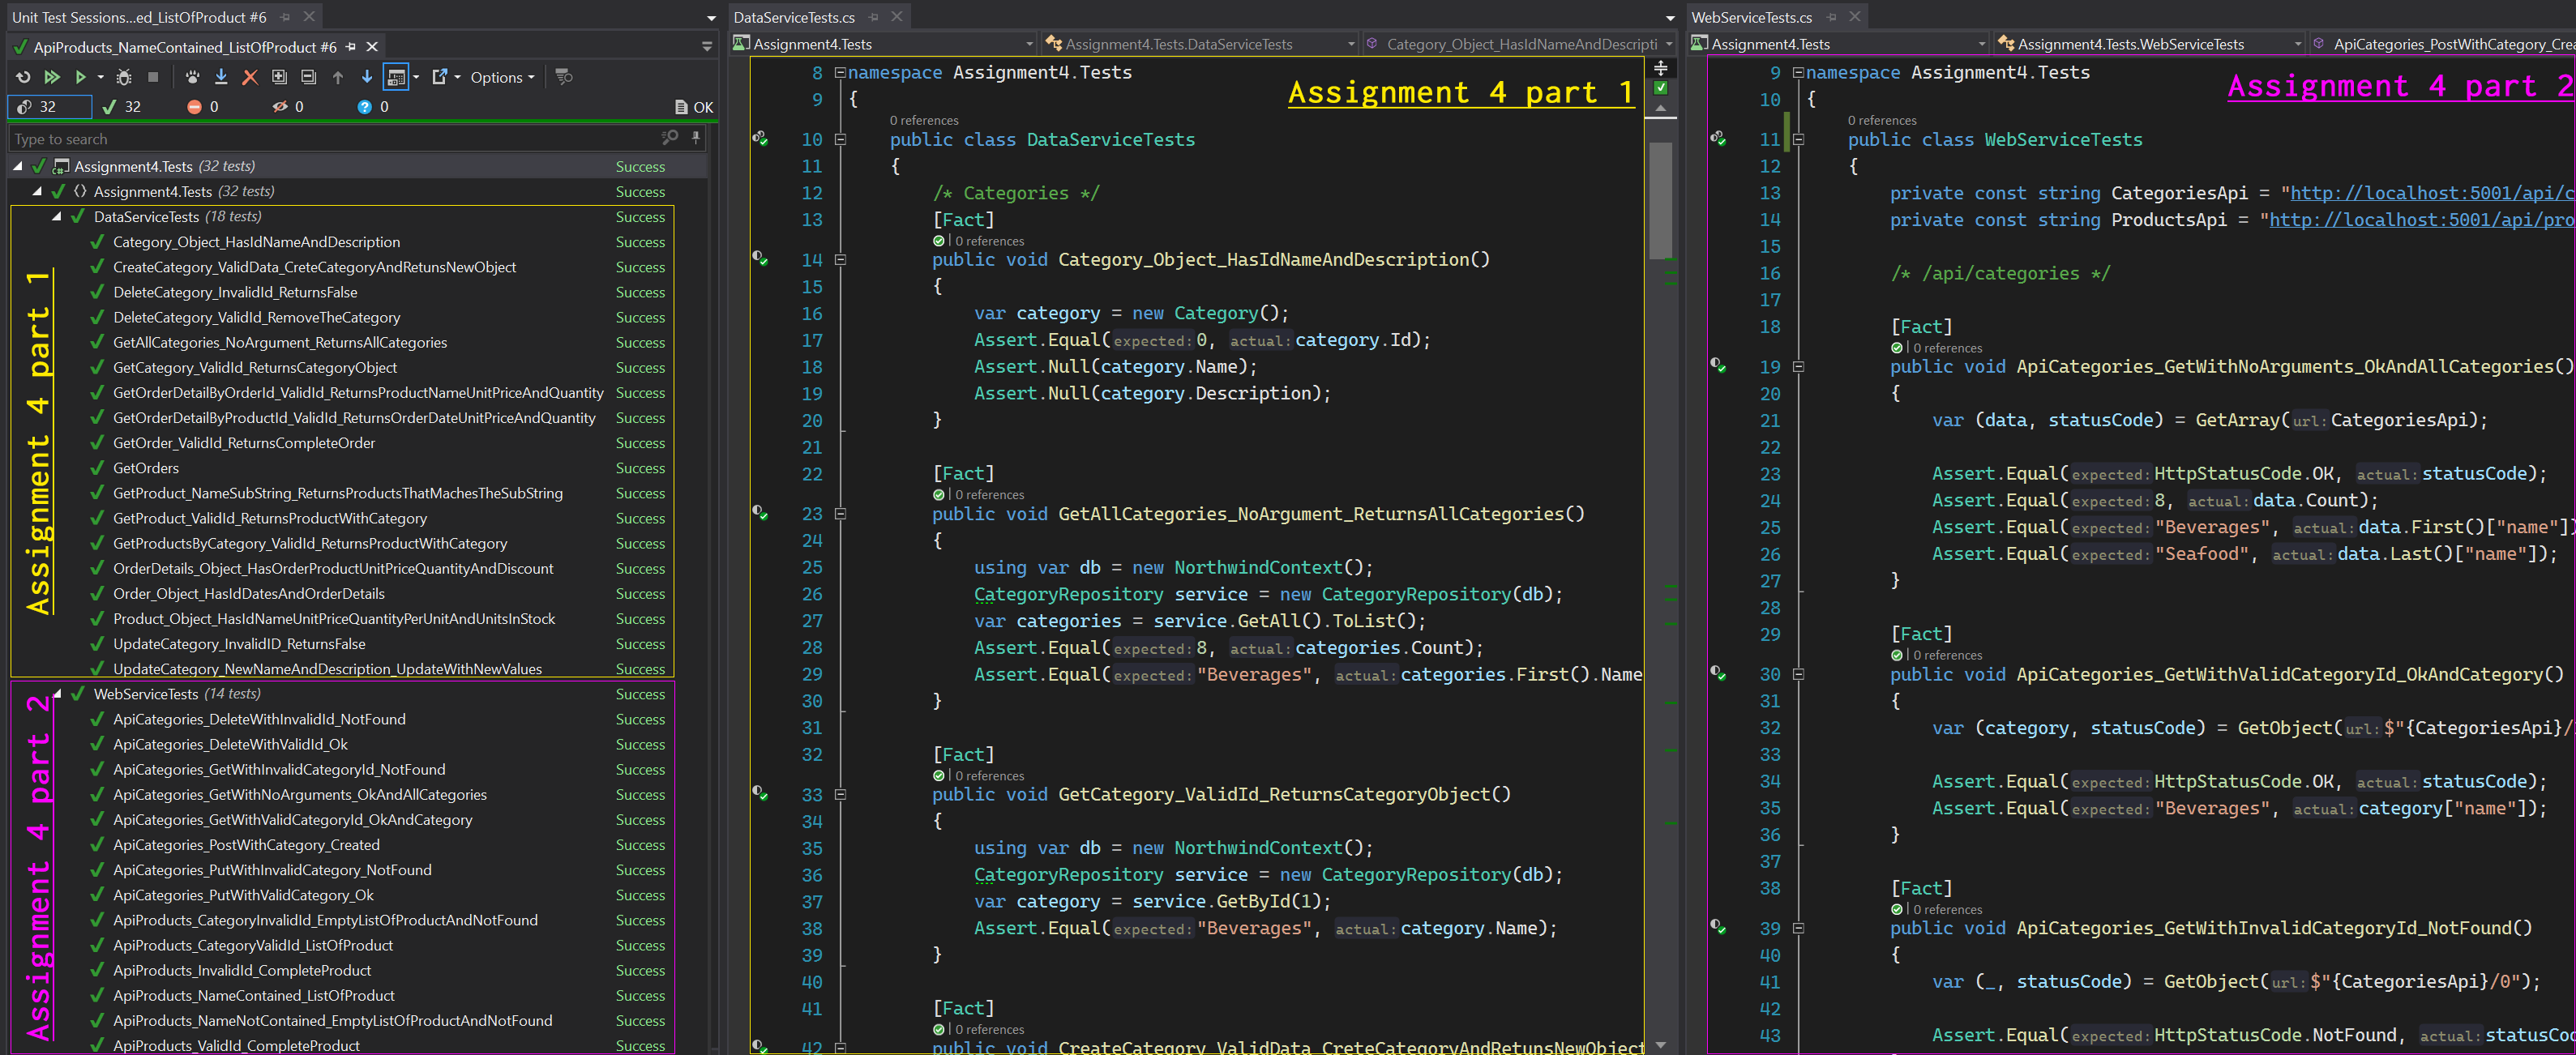 Unit Test Sessions...ed_ListOfProduct #6
ApiProducts_NameContained_ListOfProduct #6
Options
32
32
0
0
0
OK
Type to search
Assignment4.Tests (32 tests) Success
Assignment4.Tests (32 tests) Success
DataServiceTests (18 tests) Success
Category_Object_HasIdNameAndDescription Success
CreateCategory_ValidData_CreteCategoryAndRetunsNewObject Success
DeleteCategory_InvalidId_ReturnsFalse Success
DeleteCategory_ValidId_RemoveTheCategory Success
GetAllCategories_NoArgument_ReturnsAllCategories Success
GetCategory_ValidId_ReturnsCategoryObject Success
GetOrderDetailByOrderId_ValidId_ReturnsProductNameUnitPriceAndQuantity Success
GetOrderDetailByProductId_ValidId_ReturnsOrderDateUnitPriceAndQuantity Success
GetOrder_ValidId_ReturnsCompleteOrder Success
GetOrders Success
GetProduct_NameSubString_ReturnsProductsThatMachesTheSubString Success
GetProduct_ValidId_ReturnsProductWithCategory Success
GetProductsByCategory_ValidId_ReturnsProductWithCategory Success
OrderDetails_Object_HasOrderProductUnitPriceQuantityAndDiscount Success
Order_Object_HasIdDatesAndOrderDetails Success
Product_Object_HasIdNameUnitPriceQuantityPerUnitAndUnitsInStock Success
UpdateCategory_InvalidID_ReturnsFalse Success
UpdateCategory_NewNameAndDescription_UpdateWithNewValues Success
WebServiceTests (14 tests) Success
ApiCategories_DeleteWithInvalidId_NotFound Success
ApiCategories_DeleteWithValidId_Ok Success
ApiCategories_GetWithInvalidCategoryId_NotFound Success
ApiCategories_GetWithNoArguments_OkAndAllCategories Success
ApiCategories_GetWithValidCategoryId_OkAndCategory Success
ApiCategories_PostWithCategory_Created Success
ApiCategories_PutWithInvalidCategory_NotFound Success
ApiCategories_PutWithValidCategory_Ok Success
ApiProducts_CategoryInvalidId_EmptyListOfProductAndNotFound Success
ApiProducts_CategoryValidId_ListOfProduct Success
ApiProducts_InvalidId_CompleteProduct Success
ApiProducts_NameContained_ListOfProduct Success
ApiProducts_NameNotContained_EmptyListOfProductAndNotFound Success
ApiProducts_ValidId_CompleteProduct Success
Assignment 4 part 1
Assignment 4 part 2
DataServiceTests.cs
Assignment4.Tests
Assignment4.Tests.DataServiceTests
Category_Object_HasIdNameAndDescripti
Assignment 4 part 1
8 namespace Assignment4.Tests
9 {
0 references
10 public class DataServiceTests
11 {
12 /* Categories */
13 [Fact]
0 references
14 public void Category_Object_HasIdNameAndDescription()
15 {
16 var category = new Category();
17 Assert.Equal(expected:0, actual:category.Id);
18 Assert.Null(category.Name);
19 Assert.Null(category.Description);
20 }
21
22 [Fact]
0 references
23 public void GetAllCategories_NoArgument_ReturnsAllCategories()
24 {
25 using var db = new NorthwindContext();
26 CategoryRepository service = new CategoryRepository(db);
27 var categories = service.GetAll().ToList();
28 Assert.Equal(expected:8, actual:categories.Count);
29 Assert.Equal(expected:"Beverages", actual:categories.First().Name
30 }
31
32 [Fact]
0 references
33 public void GetCategory_ValidId_ReturnsCategoryObject()
34 {
35 using var db = new NorthwindContext();
36 CategoryRepository service = new CategoryRepository(db);
37 var category = service.GetById(1);
38 Assert.Equal(expected:"Beverages", actual:category.Name);
39 }
40
41 [Fact]
0 references
42 public void CreateCategory_ValidData_CreteCategoryAndRetunsNewObject
WebServiceTests.cs
Assignment4.Tests
Assignment4.Tests.WebServiceTests
ApiCategories_PostWithCategory_Crea
Assignment 4 part 2
9 namespace Assignment4.Tests
10 {
0 references
11 public class WebServiceTests
12 {
13 private const string CategoriesApi = "http://localhost:5001/api/c
14 private const string ProductsApi = "http://localhost:5001/api/pro
15
16 /* /api/categories */
17
18 [Fact]
0 references
19 public void ApiCategories_GetWithNoArguments_OkAndAllCategories()
20 {
21 var (data, statusCode) = GetArray(url:CategoriesApi);
22
23 Assert.Equal(expected:HttpStatusCode.OK, actual:statusCode);
24 Assert.Equal(expected:8, actual:data.Count);
25 Assert.Equal(expected:"Beverages", actual:data.First()["name"])
26 Assert.Equal(expected:"Seafood", actual:data.Last()["name"]);
27 }
28
29 [Fact]
0 references
30 public void ApiCategories_GetWithValidCategoryId_OkAndCategory()
31 {
32 var (category, statusCode) = GetObject(url:$"{CategoriesApi}/
33
34 Assert.Equal(expected:HttpStatusCode.OK, actual:statusCode);
35 Assert.Equal(expected:"Beverages", actual:category["name"]);
36 }
37
38 [Fact]
0 references
39 public void ApiCategories_GetWithInvalidCategoryId_NotFound()
40 {
41 var (_, statusCode) = GetObject(url:$"{CategoriesApi}/0");
42
43 Assert.Equal(expected:HttpStatusCode.NotFound, actual:statusCo